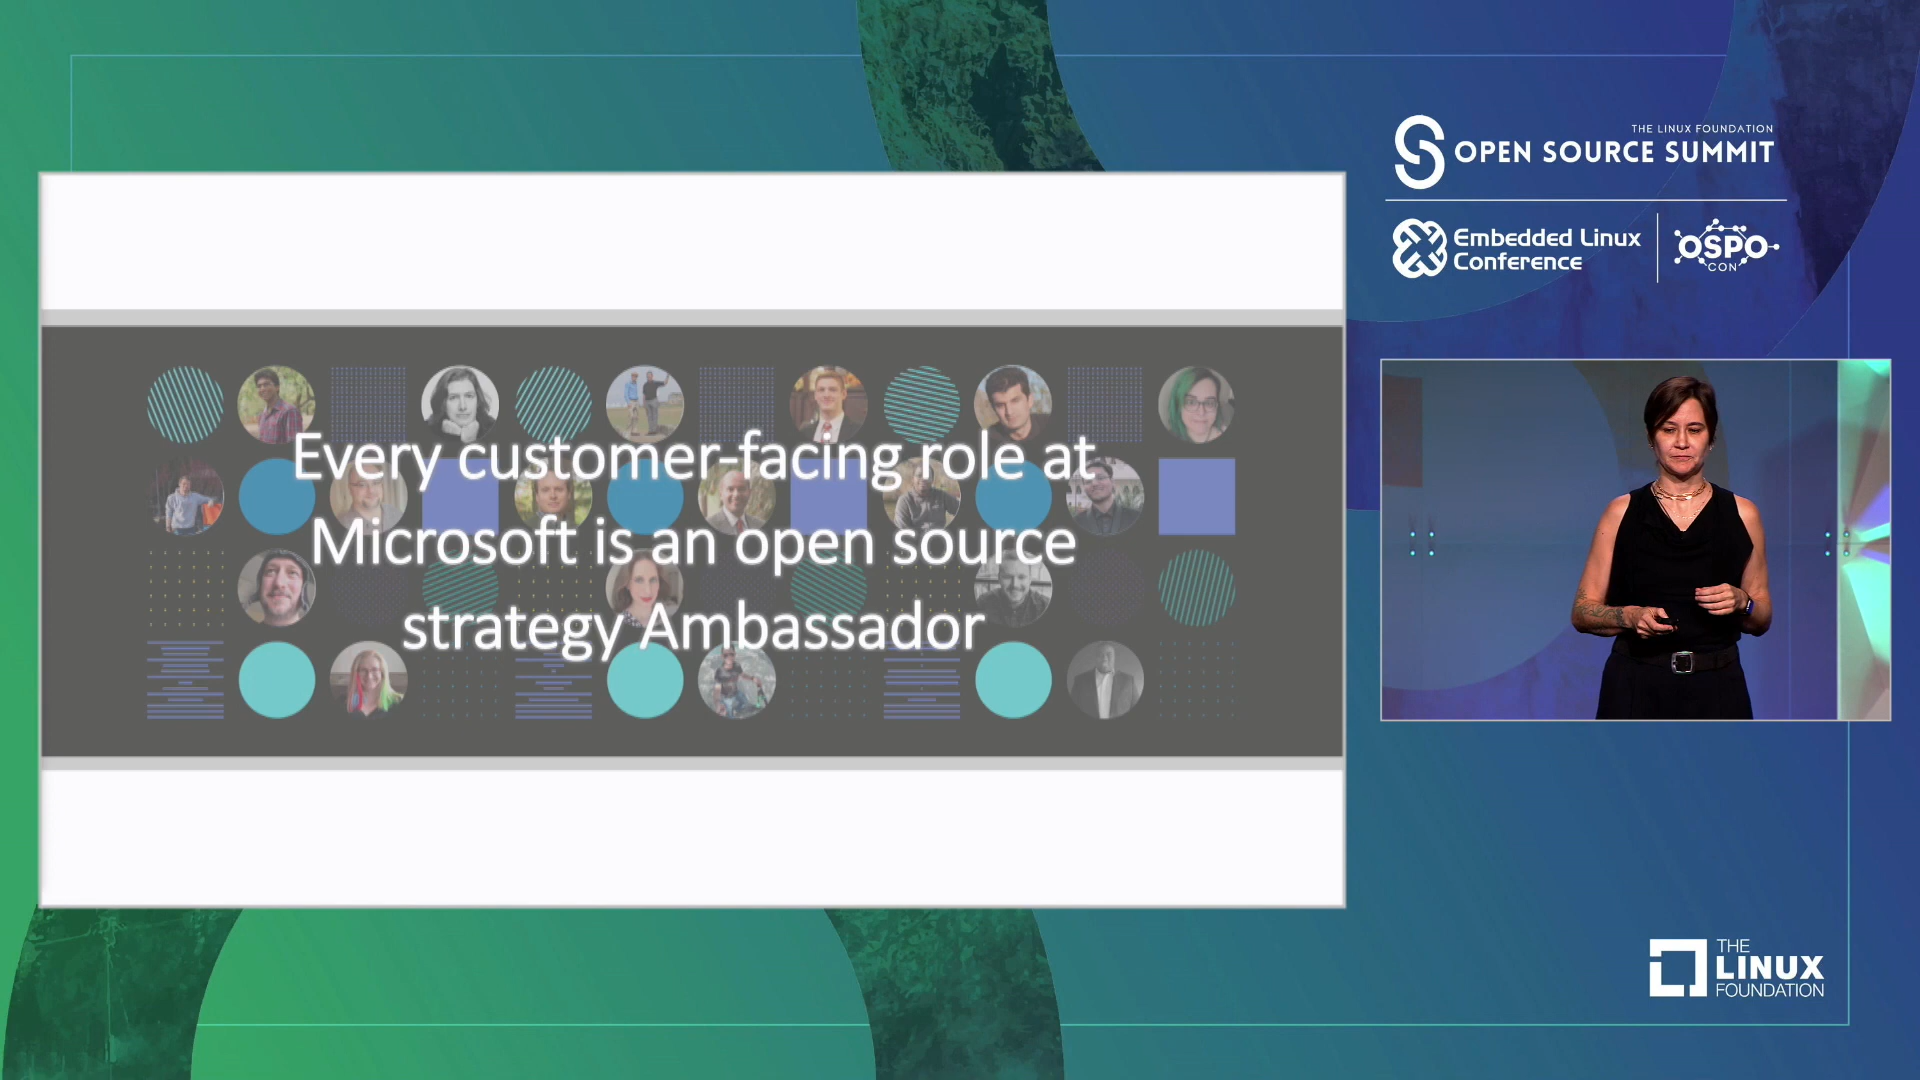 THE LINUX FOUNDATION
OPEN SOURCE SUMMIT
Embedded Linux
Conference
OSPO
CON
Every customer-facing role at
Microsoft is an open source
strategy Ambassador
THE
LINUX
FOUNDATION